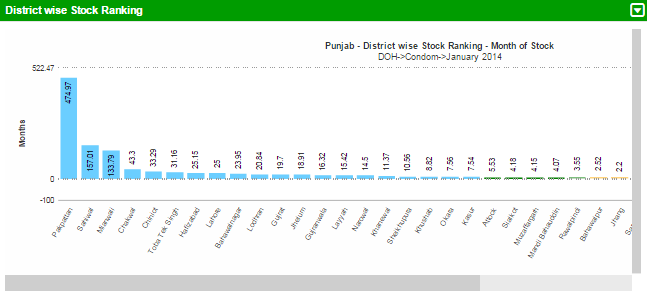 District wise Stock Ranking
Punjab - District wise Stock Ranking - Month of Stock
DOH->Condom->January 2014
522.47
Months
0
-100
474.97
157.01
133.79
43.3
33.29
31.16
25.15
25
23.95
20.84
19.7
18.91
16.32
15.42
14.5
11.37
10.56
8.82
7.56
7.54
5.53
4.18
4.15
4.07
3.55
2.52
2.2
Pakpattan
Sahiwal
Mianwali
Chakwal
Chiniot
Toba Tek Singh
Hafizabad
Lahore
Bahawalnagar
Lodhran
Gujrat
Jhelum
Gujranwala
Layyah
Narowal
Khanewal
Sheikhupura
Khushab
Okara
Kasur
Attock
Sialkot
Muzaffargarh
Mandi Bahauddin
Rawalpindi
Bahawalpur
Jhang